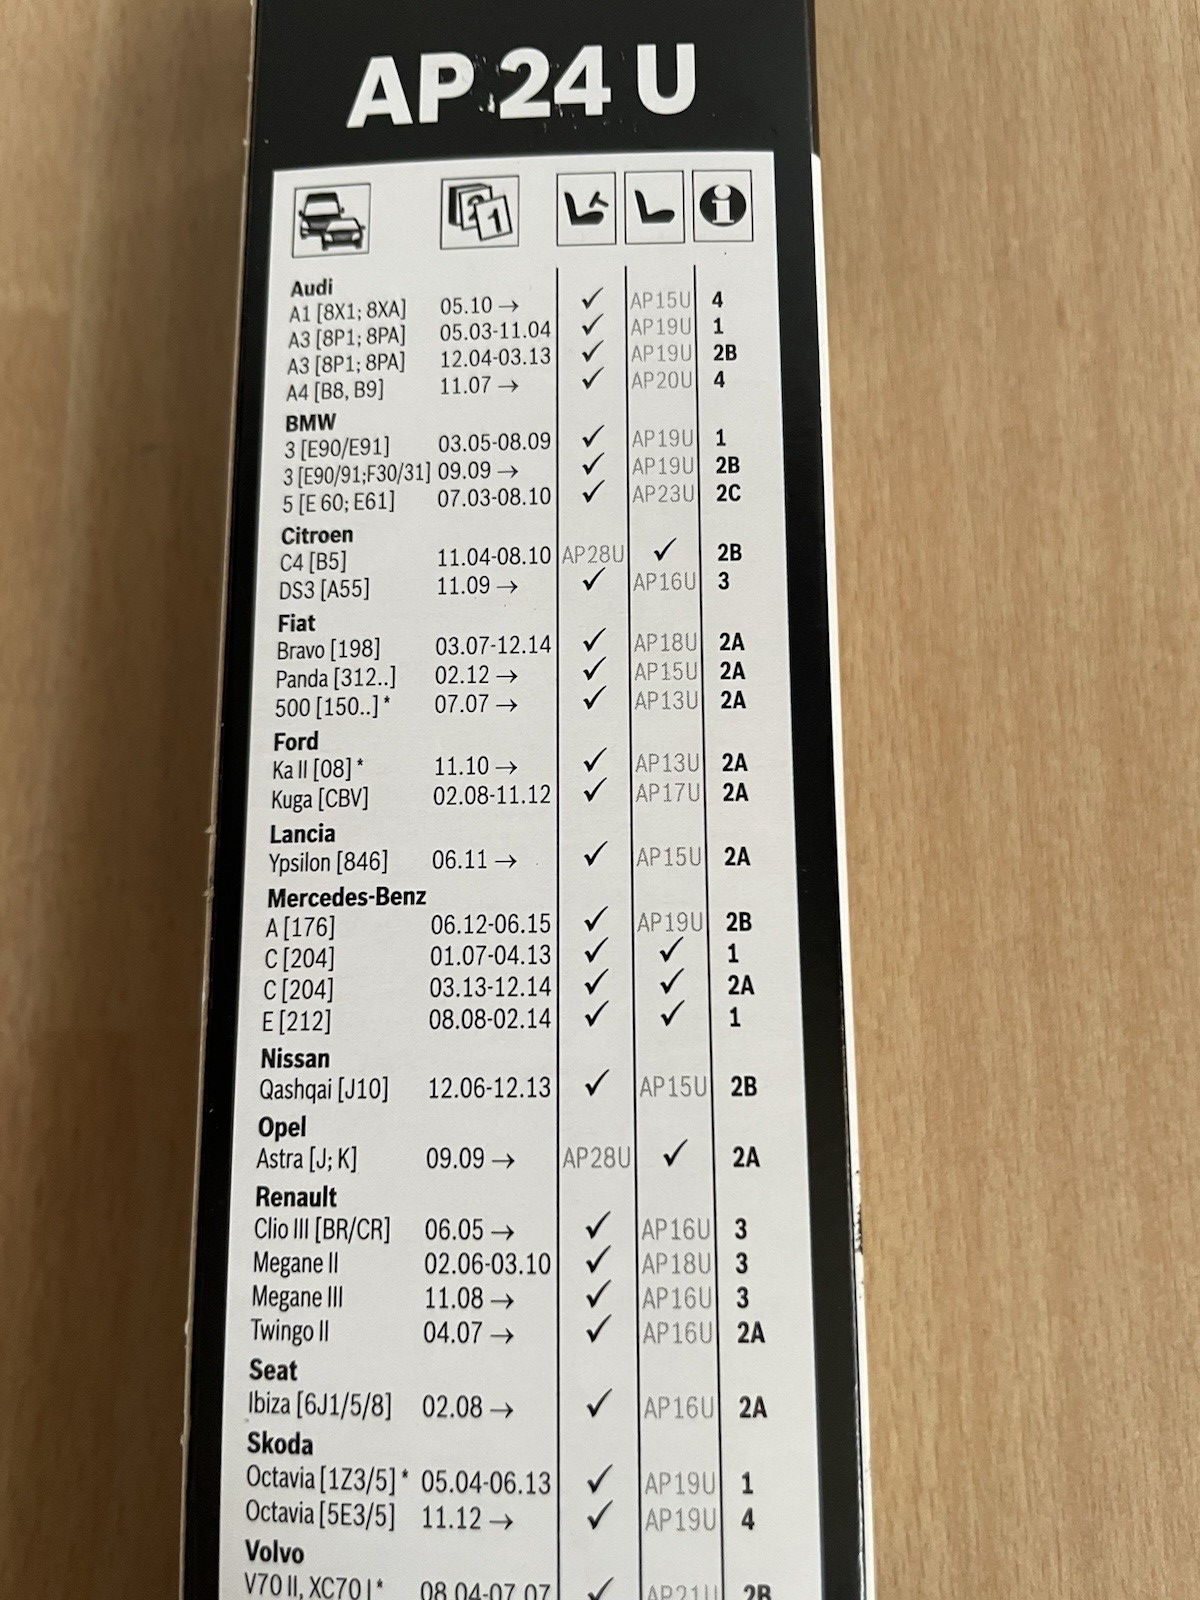 AP 24 U
Audi
A1 [8X1; 8XA] 05.10 → ✓ AP15U 4
A3 [8P1; 8PA] 05.03-11.04 ✓ AP19U 1
A3 [8P1; 8PA] 12.04-03.13 ✓ AP19U 2B
A4 [B8, B9] 11.07 → ✓ AP20U 4
BMW
3 [E90/E91] 03.05-08.09 ✓ AP19U 1
3 [E90/91;F30/31] 09.09 → ✓ AP19U 2B
5 [E 60; E61] 07.03-08.10 ✓ AP23U 2C
Citroen
C4 [B5] 11.04-08.10 AP28U ✓ 2B
DS3 [A55] 11.09 → ✓ AP16U 3
Fiat
Bravo [198] 03.07-12.14 ✓ AP18U 2A
Panda [312..] 02.12 → ✓ AP15U 2A
500 [150..] * 07.07 → ✓ AP13U 2A
Ford
Ka II [08] * 11.10 → ✓ AP13U 2A
Kuga [CBV] 02.08-11.12 ✓ AP17U 2A
Lancia
Ypsilon [846] 06.11 → ✓ AP15U 2A
Mercedes-Benz
A [176] 06.12-06.15 ✓ AP19U 2B
C [204] 01.07-04.13 ✓ ✓ 1
C [204] 03.13-12.14 ✓ ✓ 2A
E [212] 08.08-02.14 ✓ ✓ 1
Nissan
Qashqai [J10] 12.06-12.13 ✓ AP15U 2B
Opel
Astra [J; K] 09.09 → AP28U ✓ 2A
Renault
Clio III [BR/CR] 06.05 → ✓ AP16U 3
Megane II 02.06-03.10 ✓ AP18U 3
Megane III 11.08 → ✓ AP16U 3
Twingo II 04.07 → ✓ AP16U 2A
Seat
Ibiza [6J1/5/8] 02.08 → ✓ AP16U 2A
Skoda
Octavia [1Z3/5] * 05.04-06.13 ✓ AP19U 1
Octavia [5E3/5] 11.12 → ✓ AP19U 4
Volvo
V70 II, XC70 I * 08.04-07.07 ✓ AP21U 2B